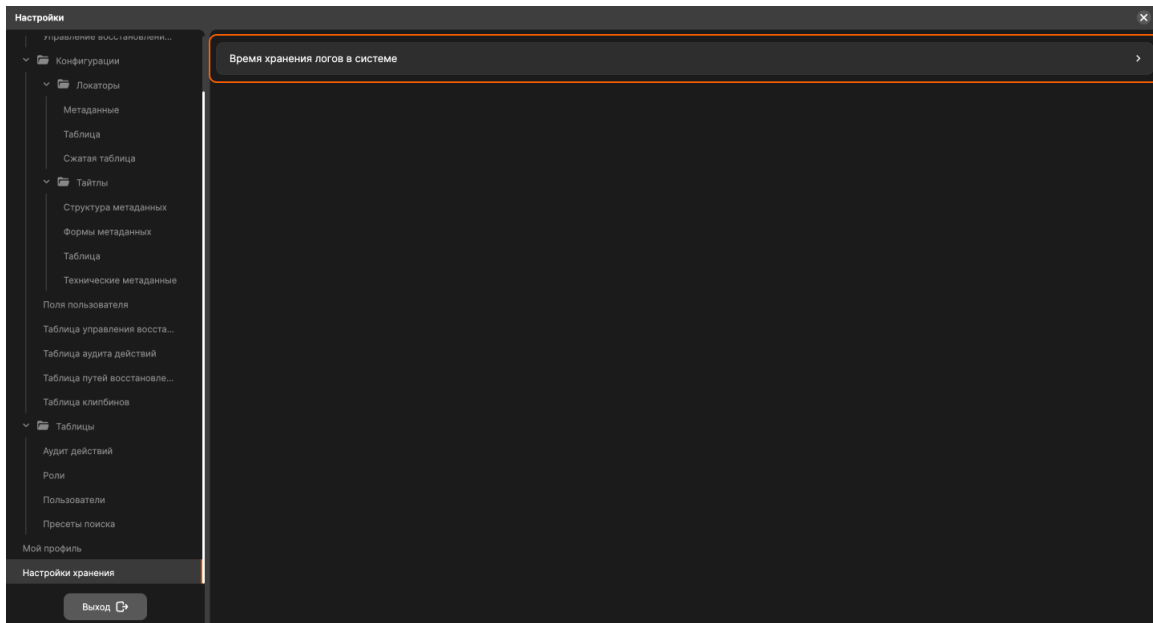 Настройки
Управление восстановлени...
Конфигурации
Локаторы
Метаданные
Таблица
Сжатая таблица
Тайтлы
Структура метаданных
Формы метаданных
Таблица
Технические метаданные
Поля пользователя
Таблица управления восста...
Таблица аудита действий
Таблица путей восстановле...
Таблица клипбинов
Таблицы
Аудит действий
Роли
Пользователи
Пресеты поиска
Мой профиль
Настройки хранения
Выход
Время хранения логов в системе